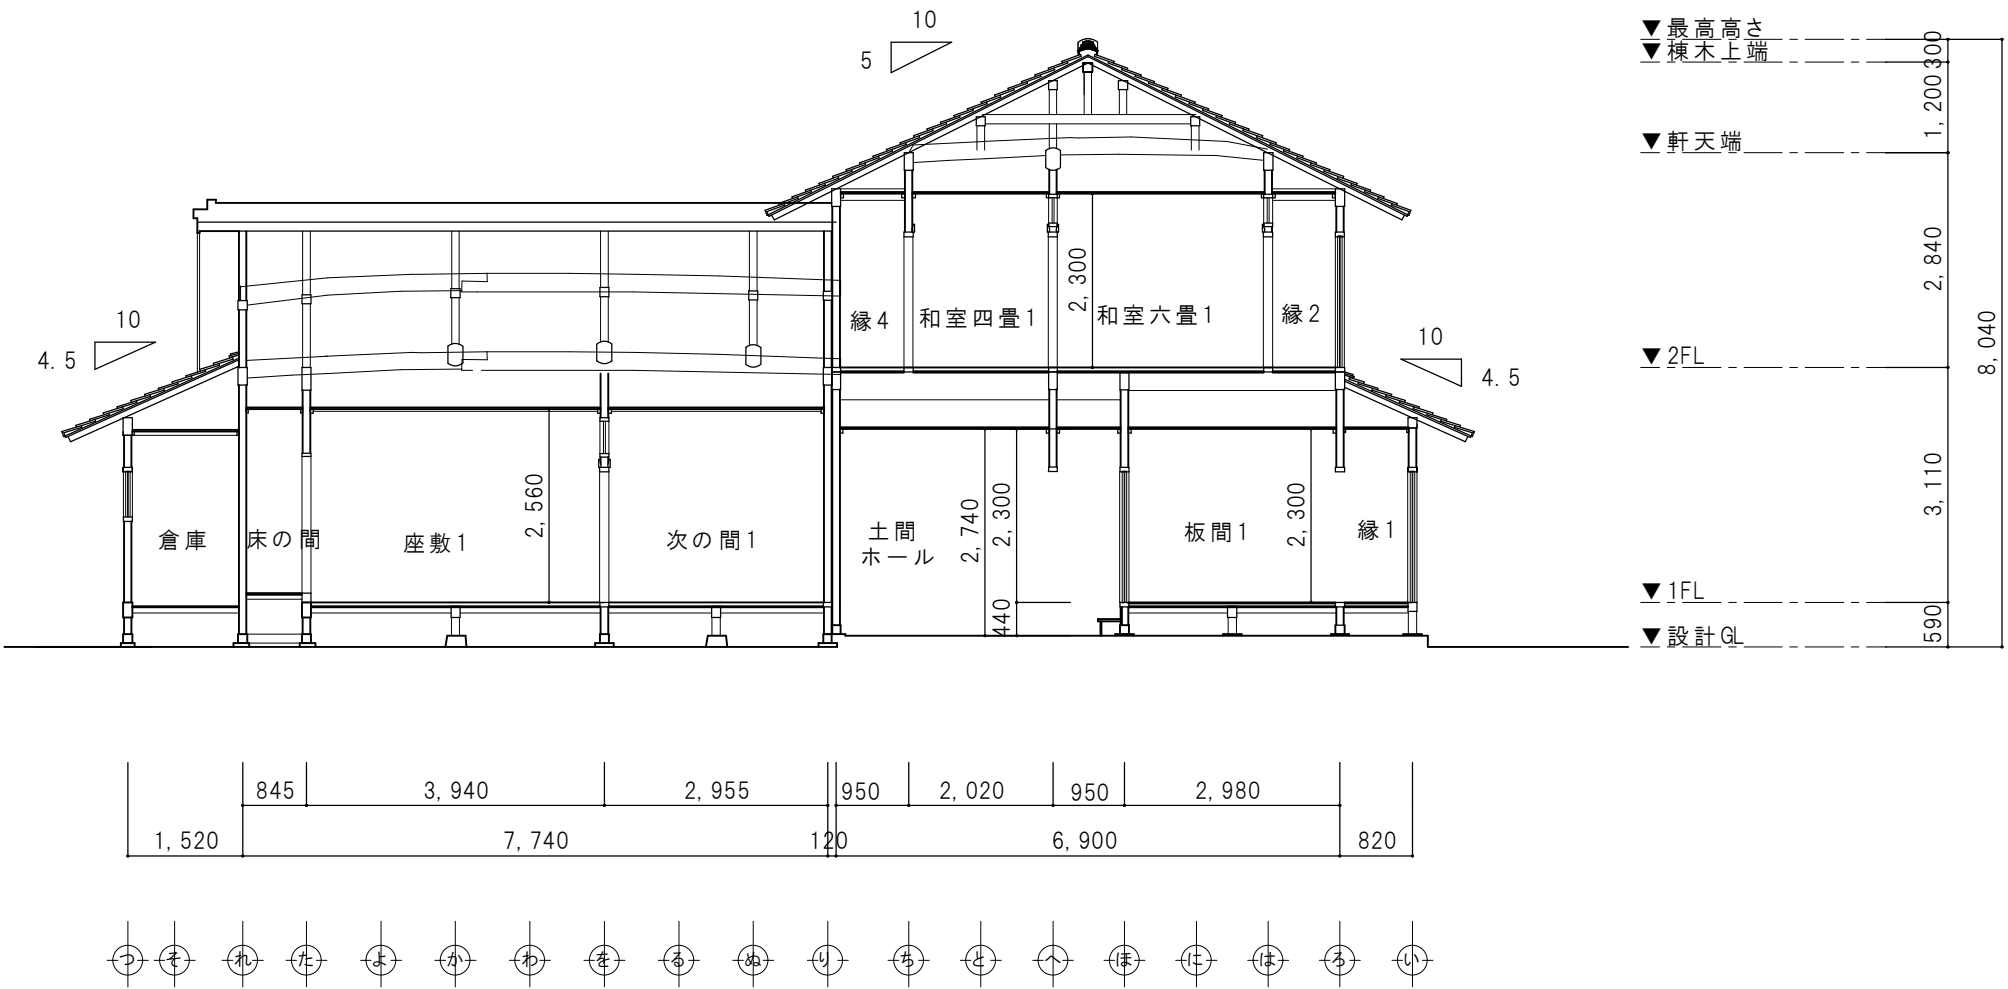 10
5
▼最高高さ
▼棟木上端
300
1,200
▼軒天端
2,840
8,040
2,300
縁4
和室四畳1
和室六畳1
縁2
10
4.5
10
4.5
▼2FL
3,110
2,560
2,740
2,300
2,300
倉庫
床の間
座敷1
次の間1
土間
ホール
板間1
縁1
440
▼1FL
590
▼設計GL
845
3,940
2,955
950
2,020
950
2,980
1,520
7,740
120
6,900
820
つ そ れ た よ か わ を る ぬ り ち と へ ほ に は ろ い